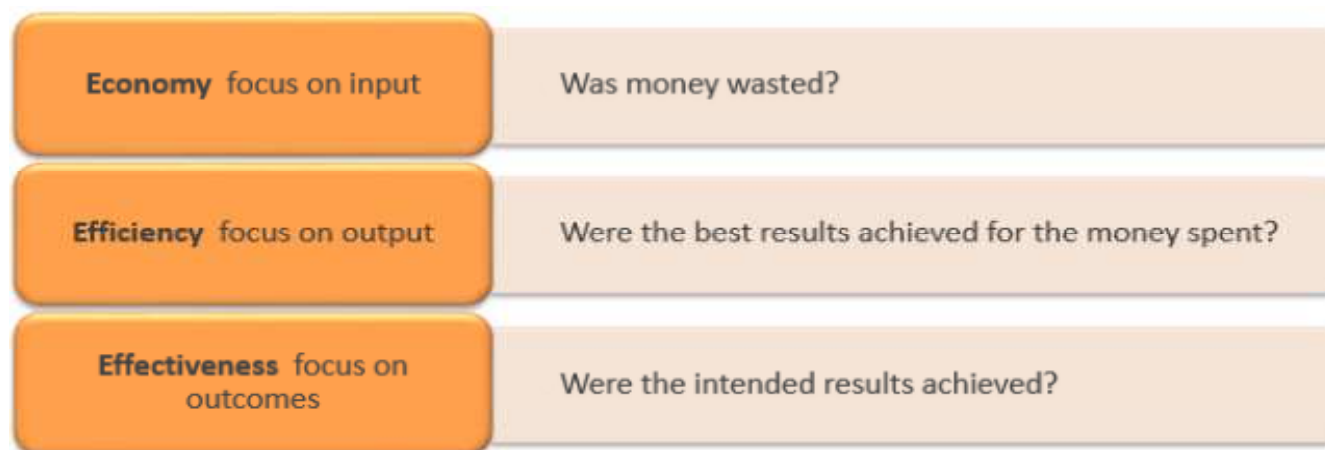 Economy focus on input
Was money wasted?
Efficiency focus on output
Were the best results achieved for the money spent?
Effectiveness focus on
outcomes
Were the intended results achieved?